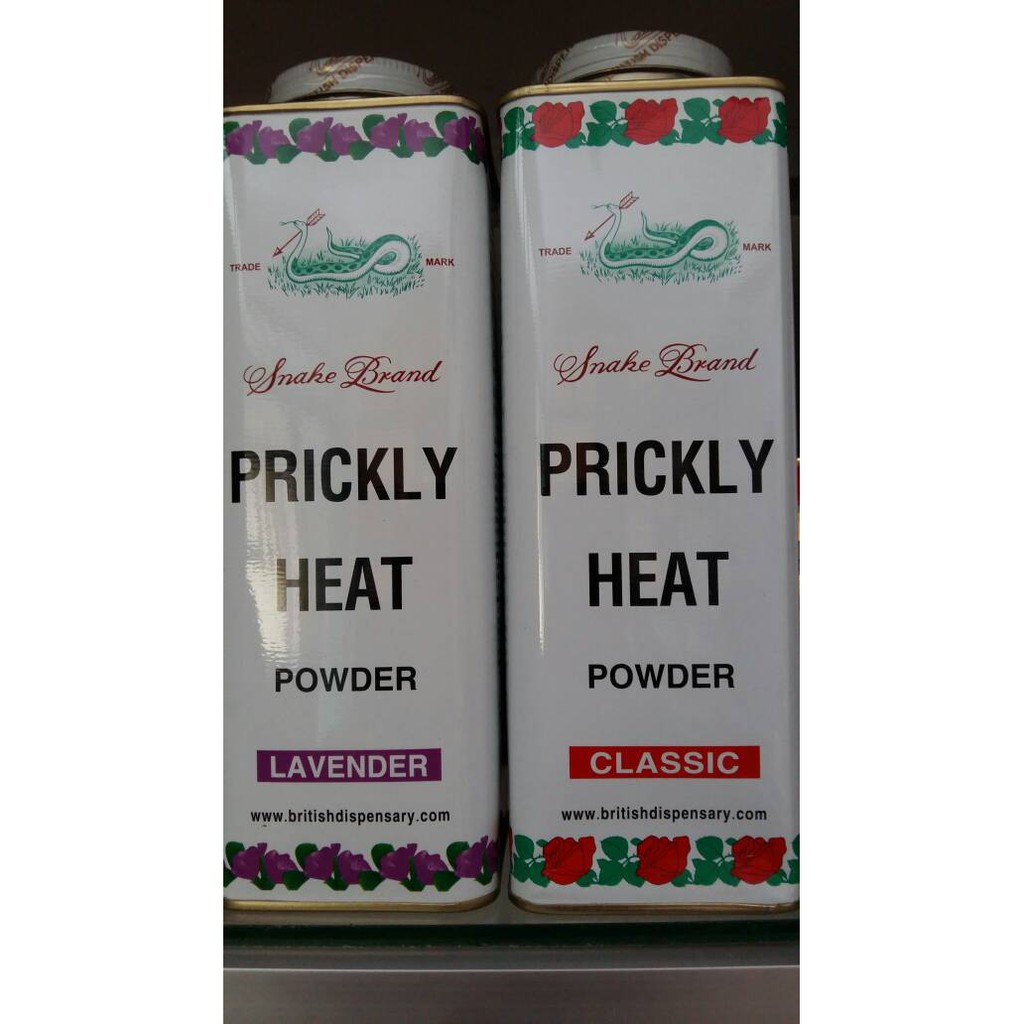 TRADE MARK
Snake Brand
PRICKLY
HEAT
POWDER
LAVENDER
www.britishdispensary.com
TRADE MARK
Snake Brand
PRICKLY
HEAT
POWDER
CLASSIC
www.britishdispensary.com